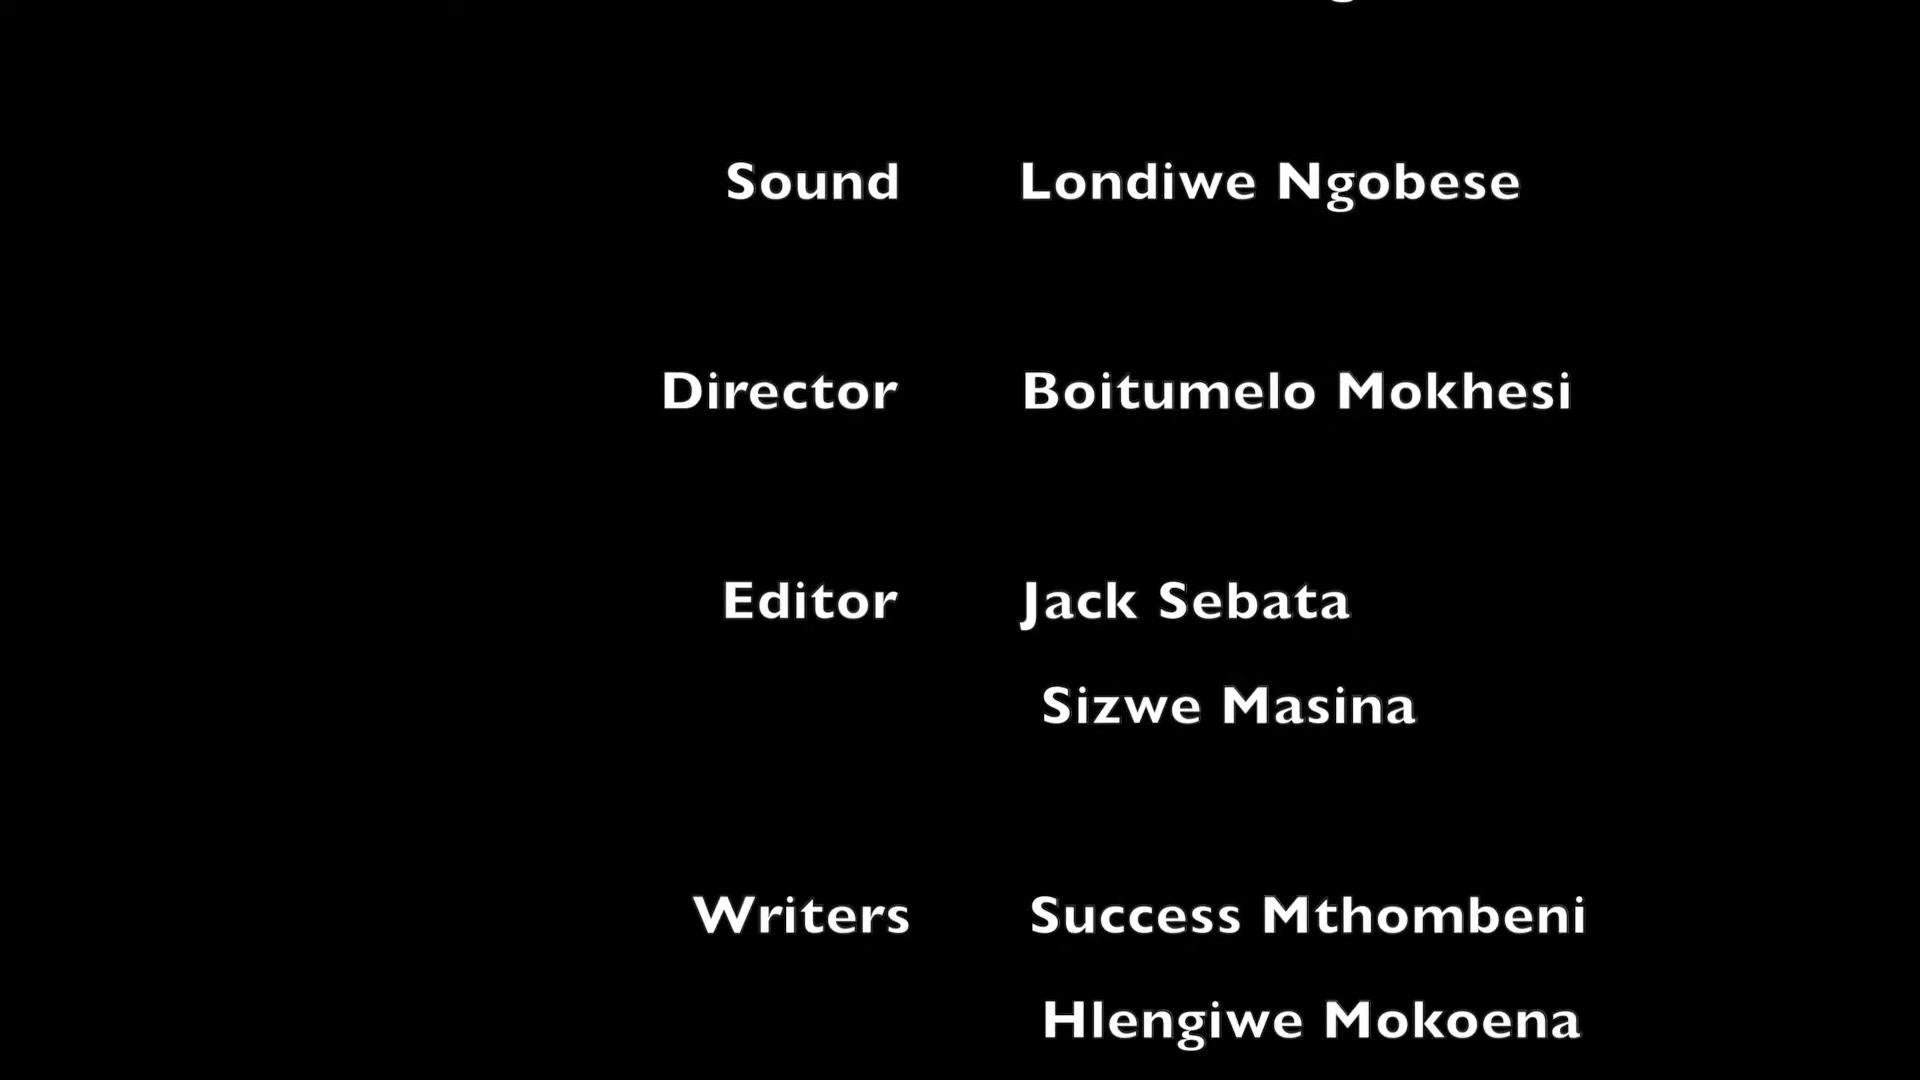 Sound Londiwe Ngobese
Director Boitumelo Mokhesi
Editor Jack Sebata
Sizwe Masina
Writers Success Mthombeni
Hlengiwe Mokoena